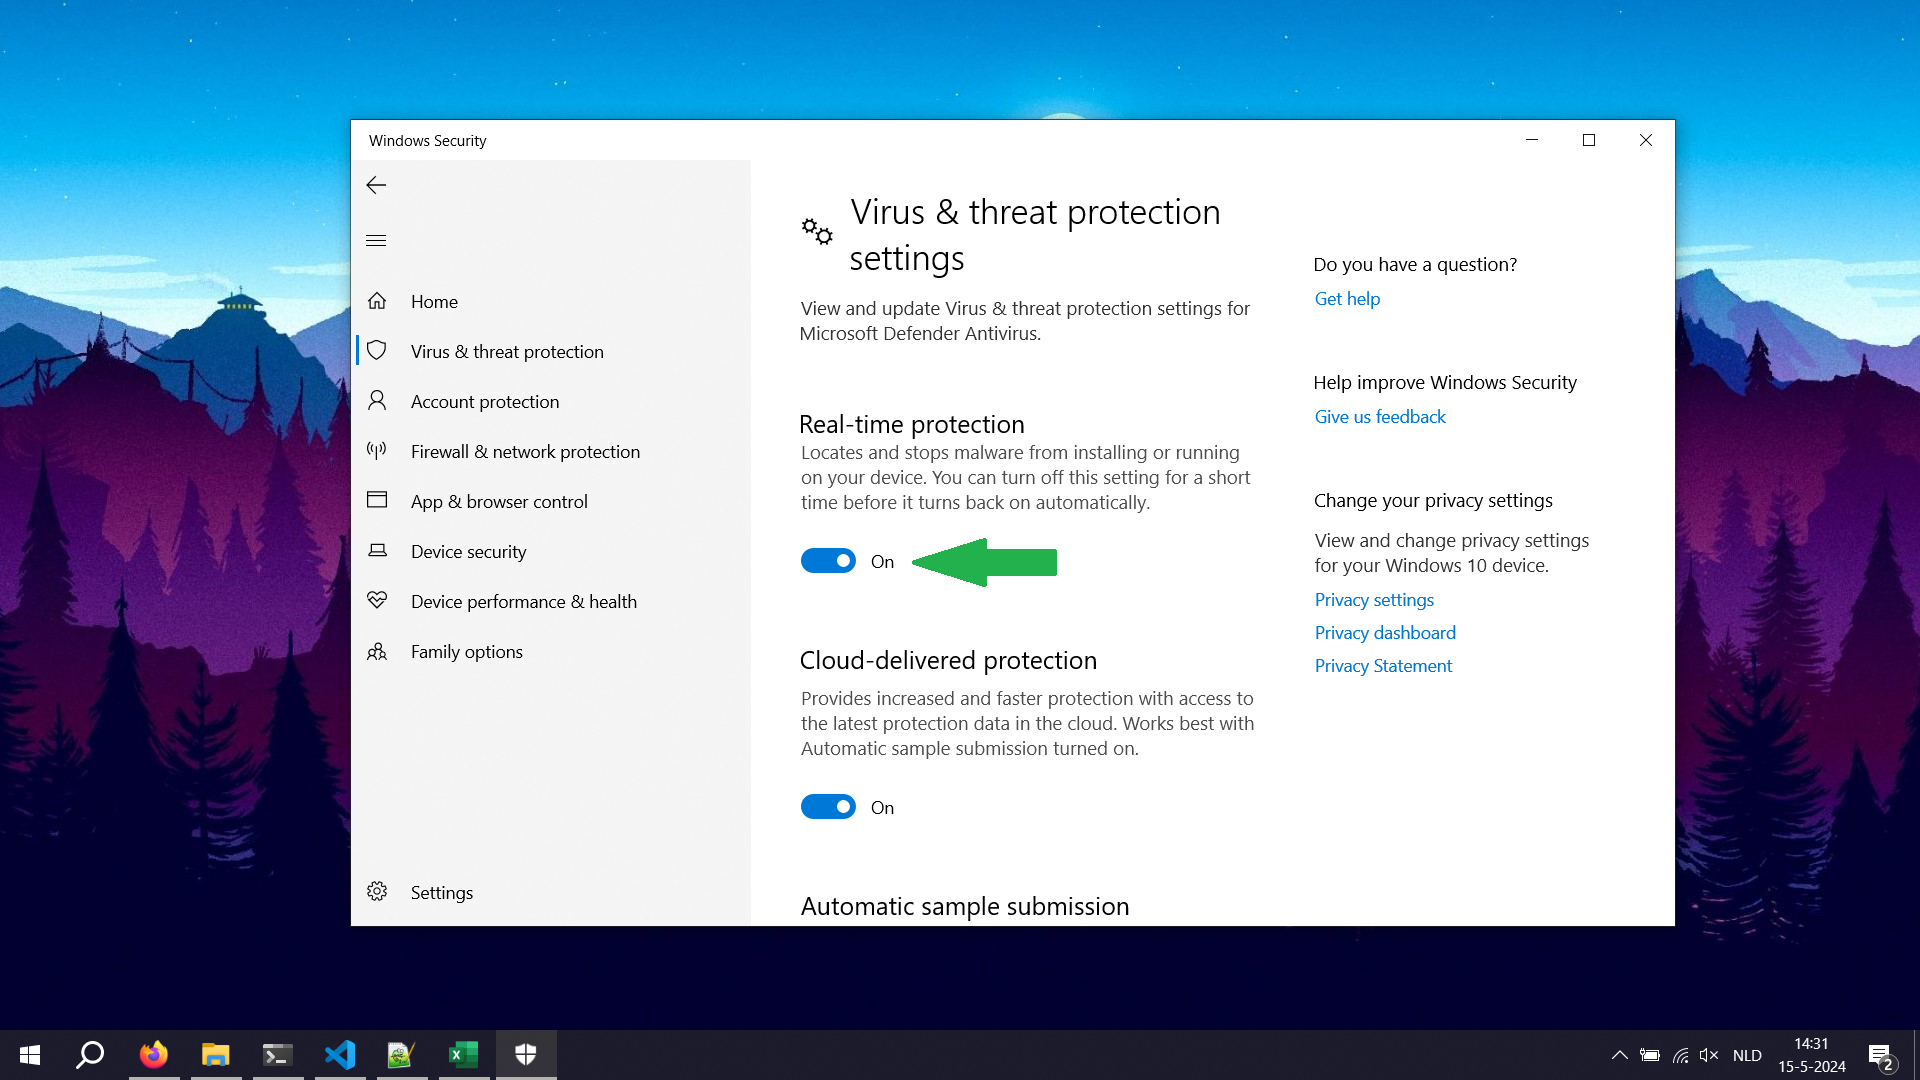 Windows Security
Home
Virus & threat protection
Account protection
Firewall & network protection
App & browser control
Device security
Device performance & health
Family options
Settings
Virus & threat protection
settings
View and update Virus & threat protection settings for
Microsoft Defender Antivirus.
Real-time protection
Locates and stops malware from installing or running
on your device. You can turn off this setting for a short
time before it turns back on automatically.
On
Cloud-delivered protection
Provides increased and faster protection with access to
the latest protection data in the cloud. Works best with
Automatic sample submission turned on.
On
Automatic sample submission
Do you have a question?
Get help
Help improve Windows Security
Give us feedback
Change your privacy settings
View and change privacy settings
for your Windows 10 device.
Privacy settings
Privacy dashboard
Privacy Statement
NLD
14:31
15-5-2024
2